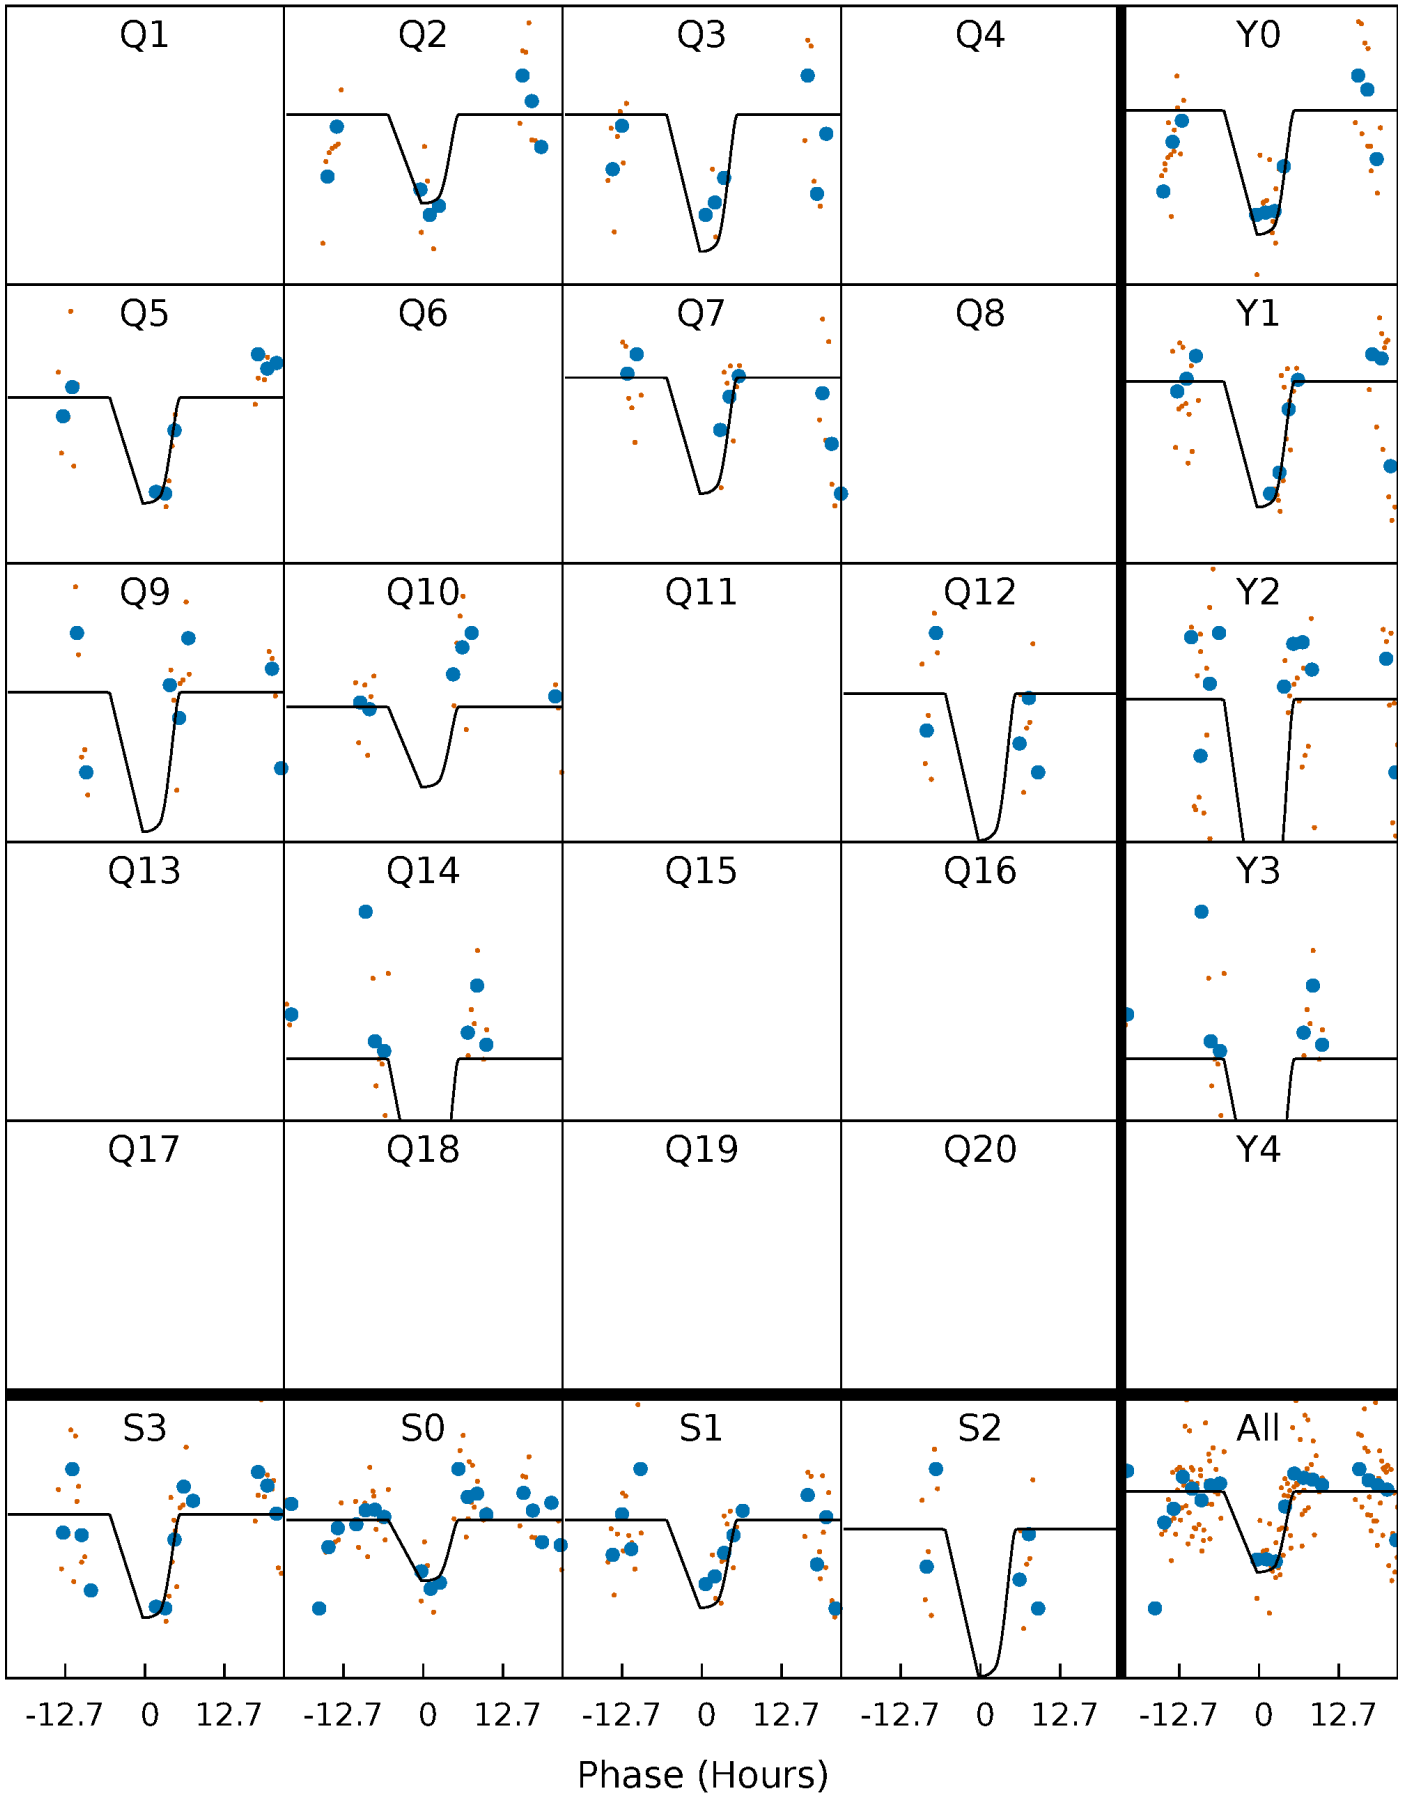 Q1 Q2 Q3 Q4 Y0
Q5 Q6 Q7 Q8 Y1
Q9 Q10 Q11 Q12 Y2
Q13 Q14 Q15 Q16 Y3
Q17 Q18 Q19 Q20 Y4
S3 S0 S1 S2 All
-12.7 0 12.7 -12.7 0 12.7 -12.7 0 12.7 -12.7 0 12.7 -12.7 0 12.7
Phase (Hours)